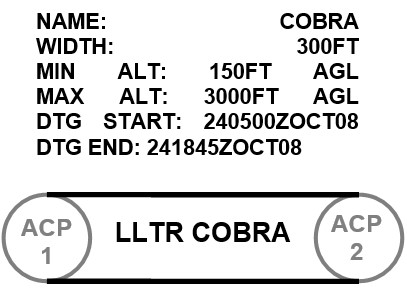 NAME: COBRA
WIDTH: 300FT
MIN ALT: 150FT AGL
MAX ALT: 3000FT AGL
DTG START: 240500ZOCT08
DTG END: 241845ZOCT08
ACP 1
LLTR COBRA
ACP 2